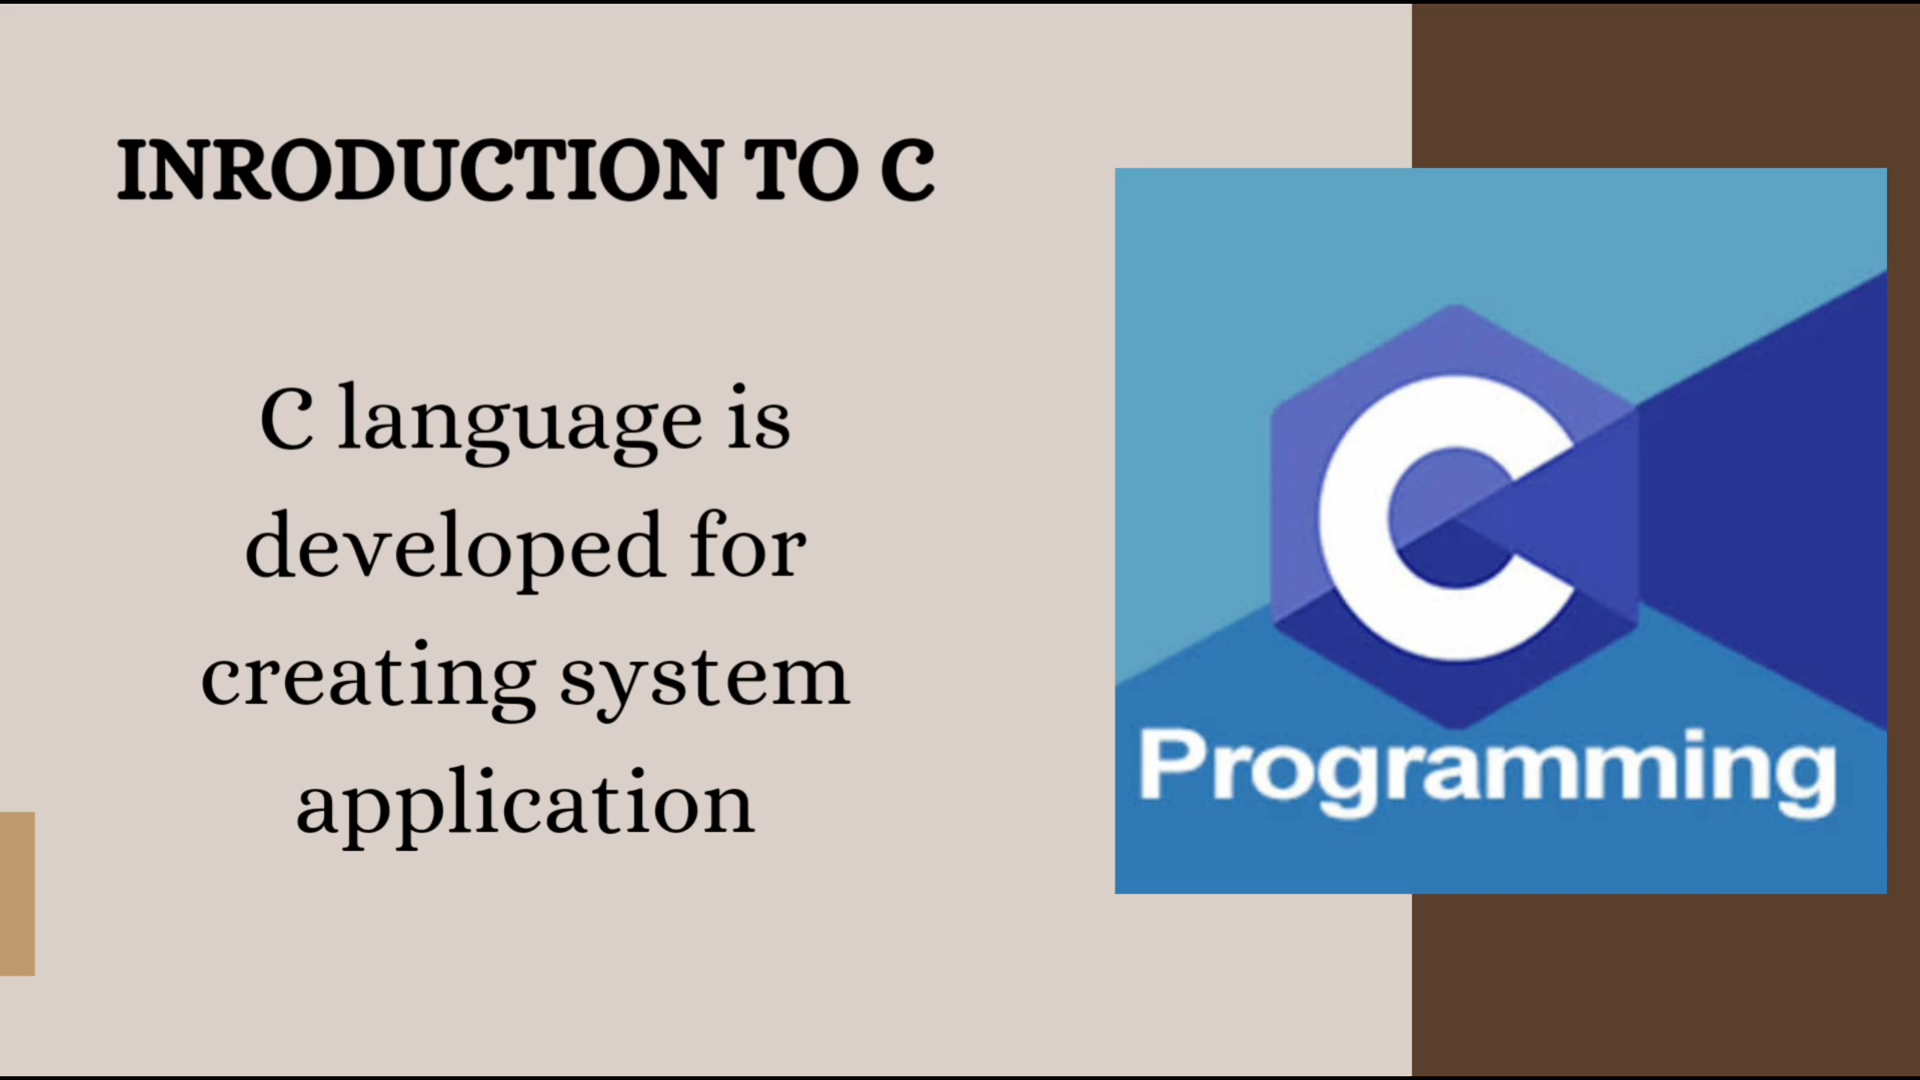 INRODUCTION TO C
C language is
developed for
creating system
application
C
Programming